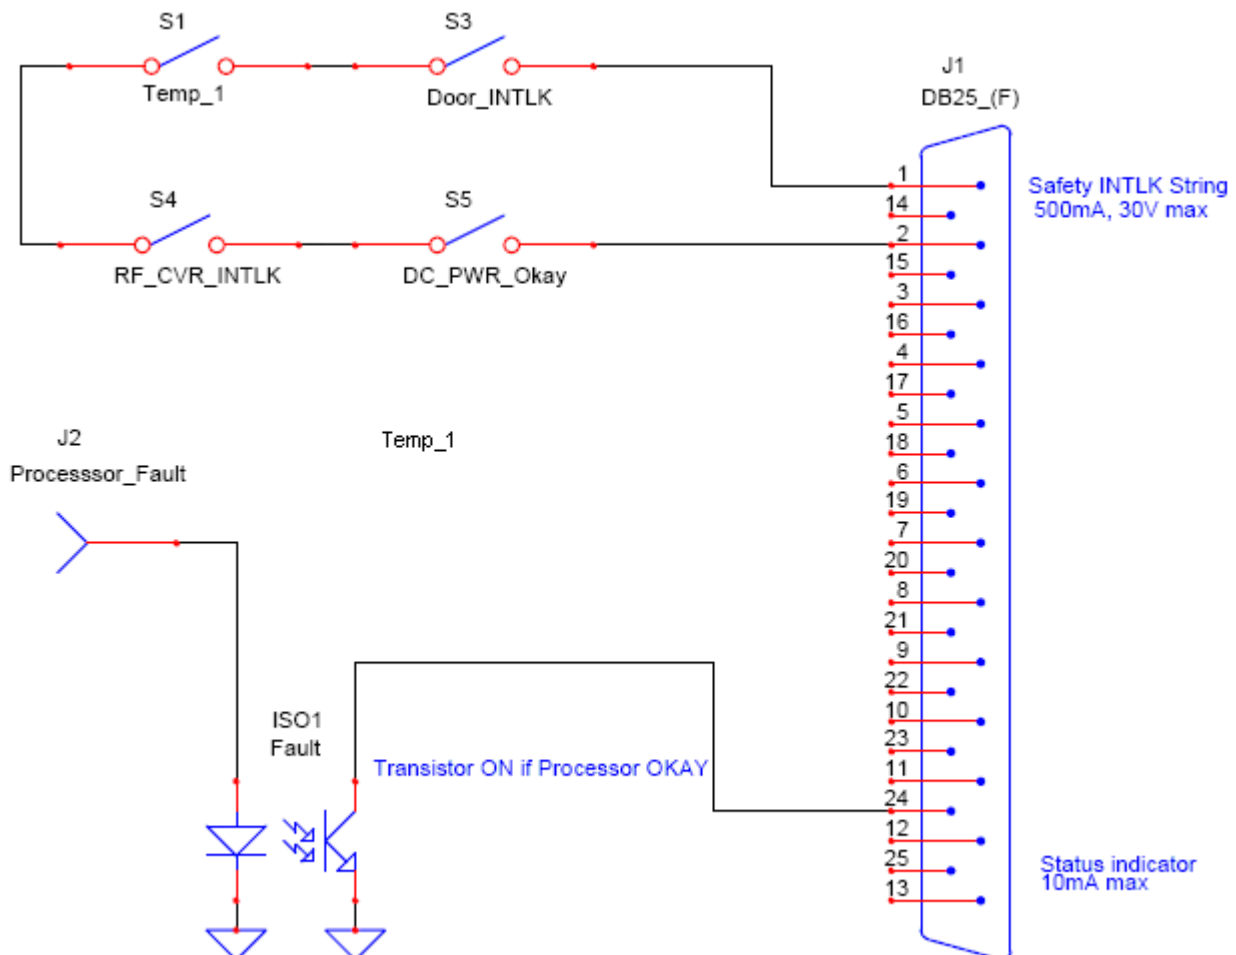 S1
S3
Temp_1
Door_INTLK
J1
DB25_(F)
S4
S5
RF_CVR_INTLK
DC_PWR_Okay
Safety INTLK String
500mA, 30V max
1
14
2
15
3
16
4
17
5
18
6
19
7
20
8
21
9
22
10
23
11
24
12
25
13
J2
Processsor_Fault
Temp_1
ISO1
Fault
Transistor ON if Processor OKAY
Status indicator
10mA max